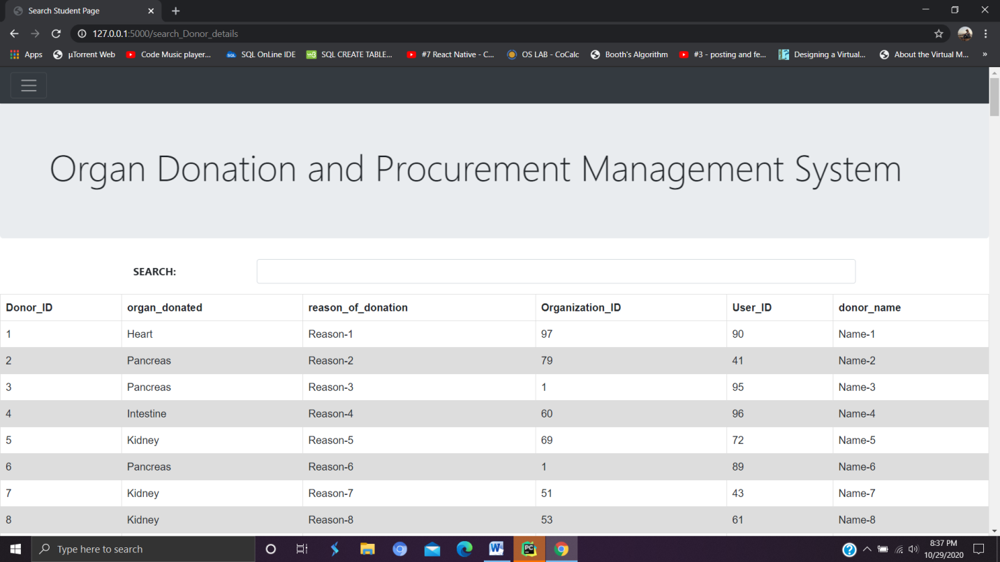 Search Student Page
127.0.0.1:5000/search_Donor_details
Apps µTorrent Web Code Music player... SQL OnLine IDE SQL CREATE TABLE... #7 React Native - C... OS LAB - CoCalc Booth's Algorithm #3 - posting and fe... Designing a Virtual... About the Virtual M... »
Organ Donation and Procurement Management System
SEARCH:
Donor_ID organ_donated reason_of_donation Organization_ID User_ID donor_name
1 Heart Reason-1 97 90 Name-1
2 Pancreas Reason-2 79 41 Name-2
3 Pancreas Reason-3 1 95 Name-3
4 Intestine Reason-4 60 96 Name-4
5 Kidney Reason-5 69 72 Name-5
6 Pancreas Reason-6 1 89 Name-6
7 Kidney Reason-7 51 43 Name-7
8 Kidney Reason-8 53 61 Name-8
Type here to search
8:37 PM
10/29/2020